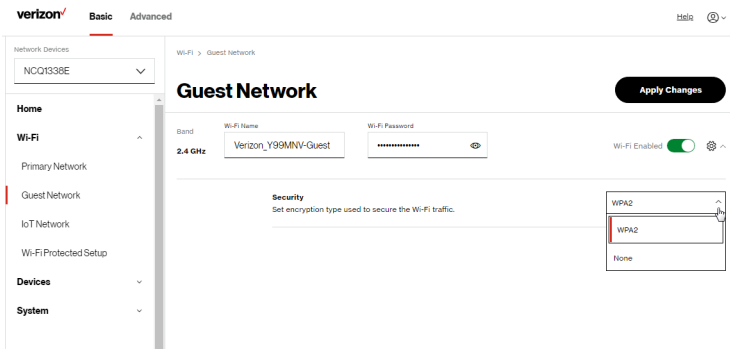 verizon
Basic
Advanced
Help
Network Devices
NCQ1338E
Home
Wi-Fi
Primary Network
Guest Network
IoT Network
Wi-Fi Protected Setup
Devices
System
Wi-Fi > Guest Network
Guest Network
Apply Changes
Band
2.4 GHz
Wi-Fi Name
Verizon_Y99MNV-Guest
Wi-Fi Password
•••••••••••••••
Wi-Fi Enabled
Security
Set encryption type used to secure the Wi-Fi traffic.
WPA2
WPA2
None